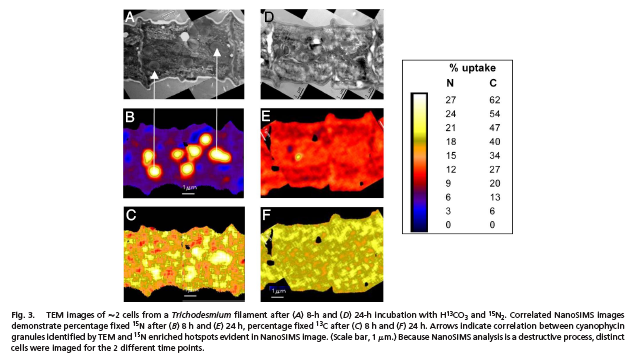 A
D
% uptake
N C
27 62
24 54
21 47
18 40
15 34
12 27
9 20
6 13
3 6
0 0
B
E
1μm
C
F
1μm
Fig. 3. TEM images of ≈2 cells from a Trichodesmium filament after (A) 8-h and (D) 24-h incubation with H¹³CO₃ and ¹⁵N₂. Correlated NanoSIMS images
demonstrate percentage fixed ¹⁵N after (B) 8 h and (E) 24 h, percentage fixed ¹³C after (C) 8 h and (F) 24 h. Arrows indicate correlation between cyanophycin
granules identified by TEM and ¹⁵N enriched hotspots evident in NanoSIMS image. (Scale bar, 1 μm.) Because NanoSIMS analysis is a destructive process, distinct
cells were imaged for the 2 different time points.